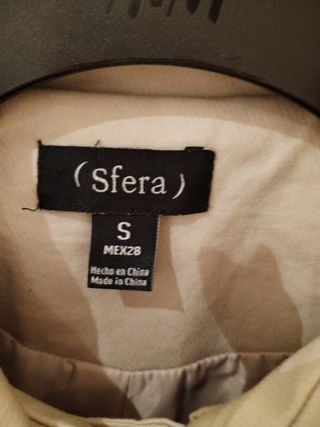 ( Sfera )
S
MEX28
Hecho en China
Made in China